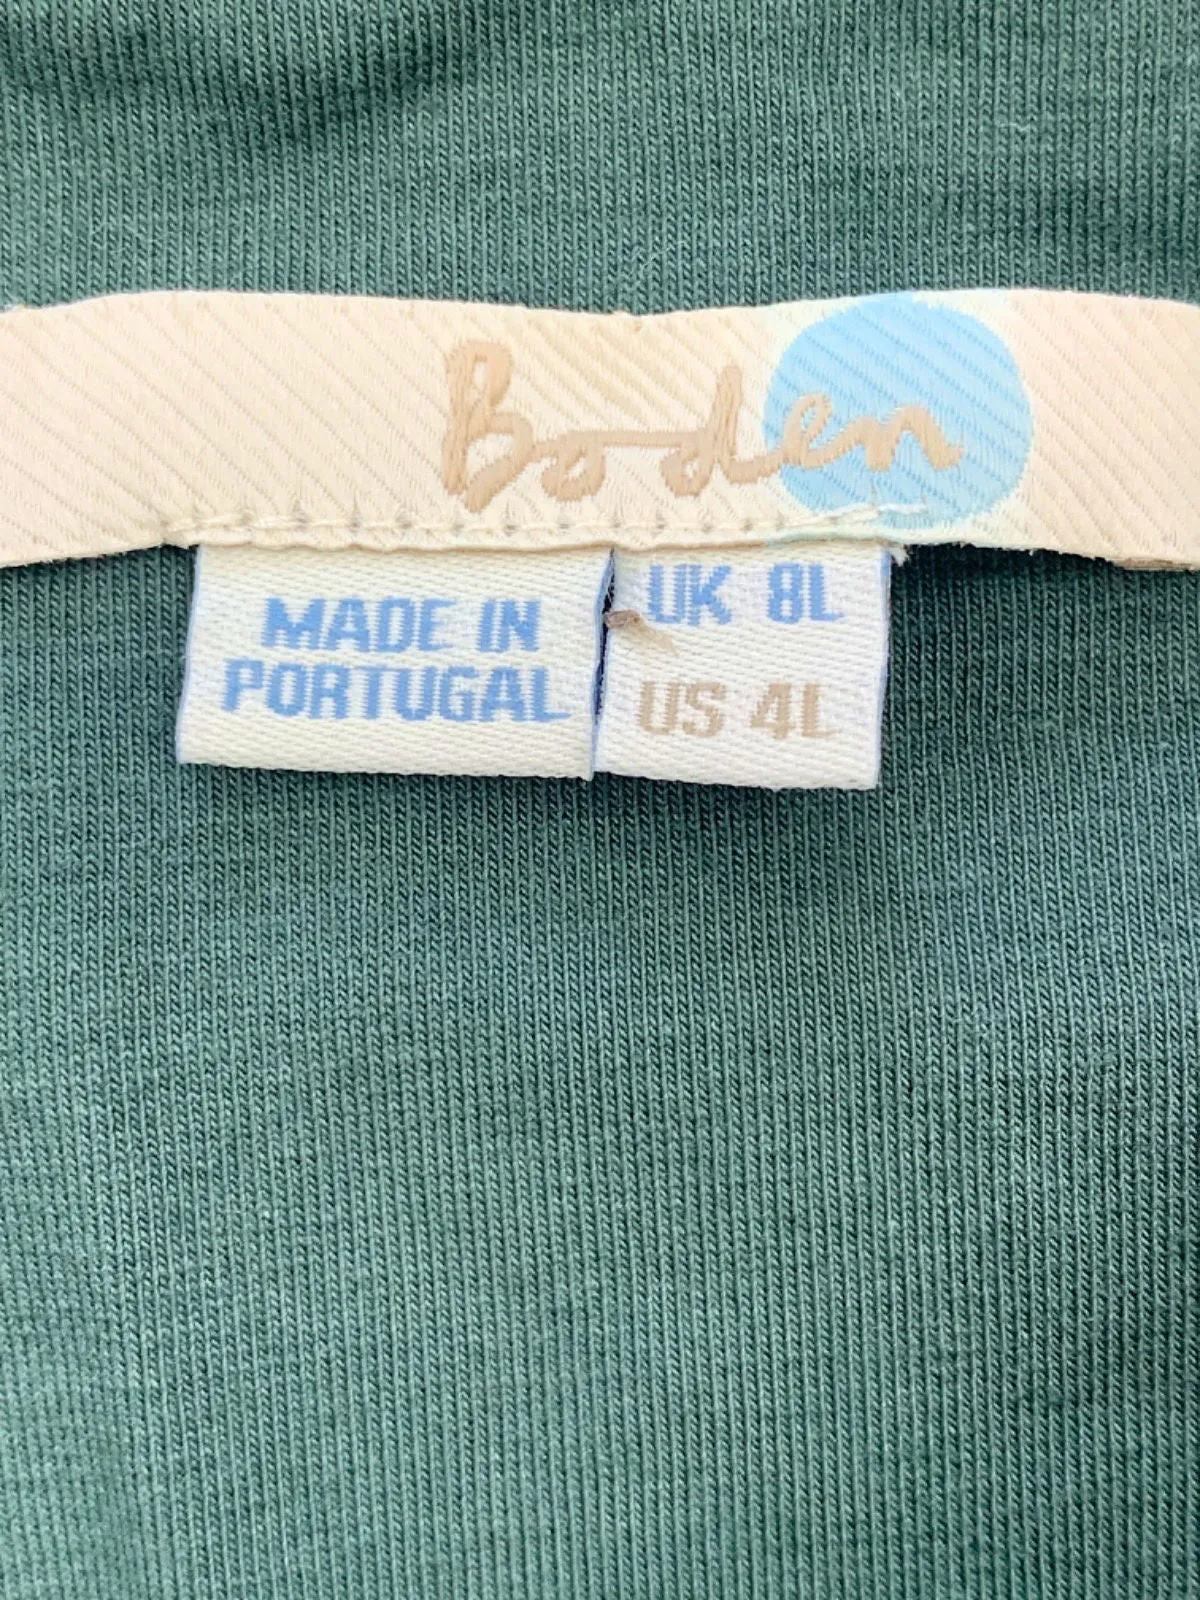 Boden
MADE IN
PORTUGAL
UK 8L
US 4L